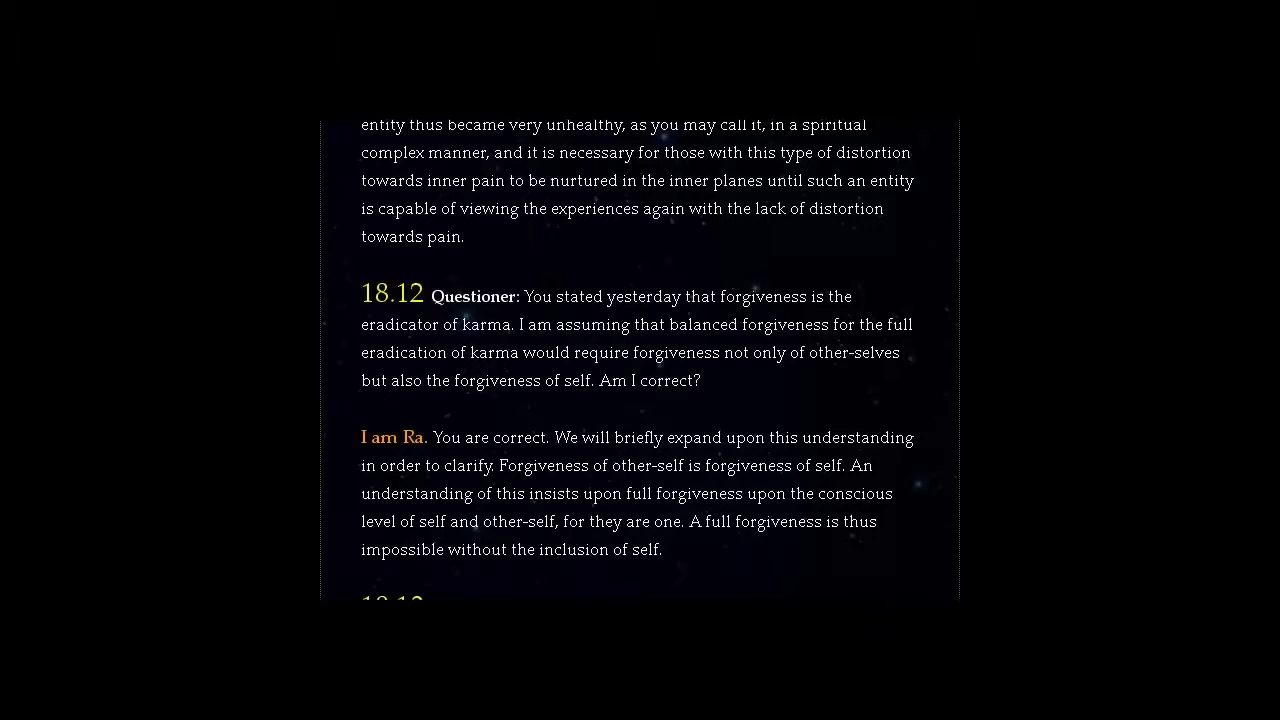 entity thus became very unhealthy, as you may call it, in a spiritual
complex manner, and it is necessary for those with this type of distortion
towards inner pain to be nurtured in the inner planes until such an entity
is capable of viewing the experiences again with the lack of distortion
towards pain.
18.12 Questioner: You stated yesterday that forgiveness is the
eradicator of karma. I am assuming that balanced forgiveness for the full
eradication of karma would require forgiveness not only of other-selves
but also the forgiveness of self. Am I correct?
I am Ra. You are correct. We will briefly expand upon this understanding
in order to clarify. Forgiveness of other-self is forgiveness of self. An
understanding of this insists upon full forgiveness upon the conscious
level of self and other-self, for they are one. A full forgiveness is thus
impossible without the inclusion of self.